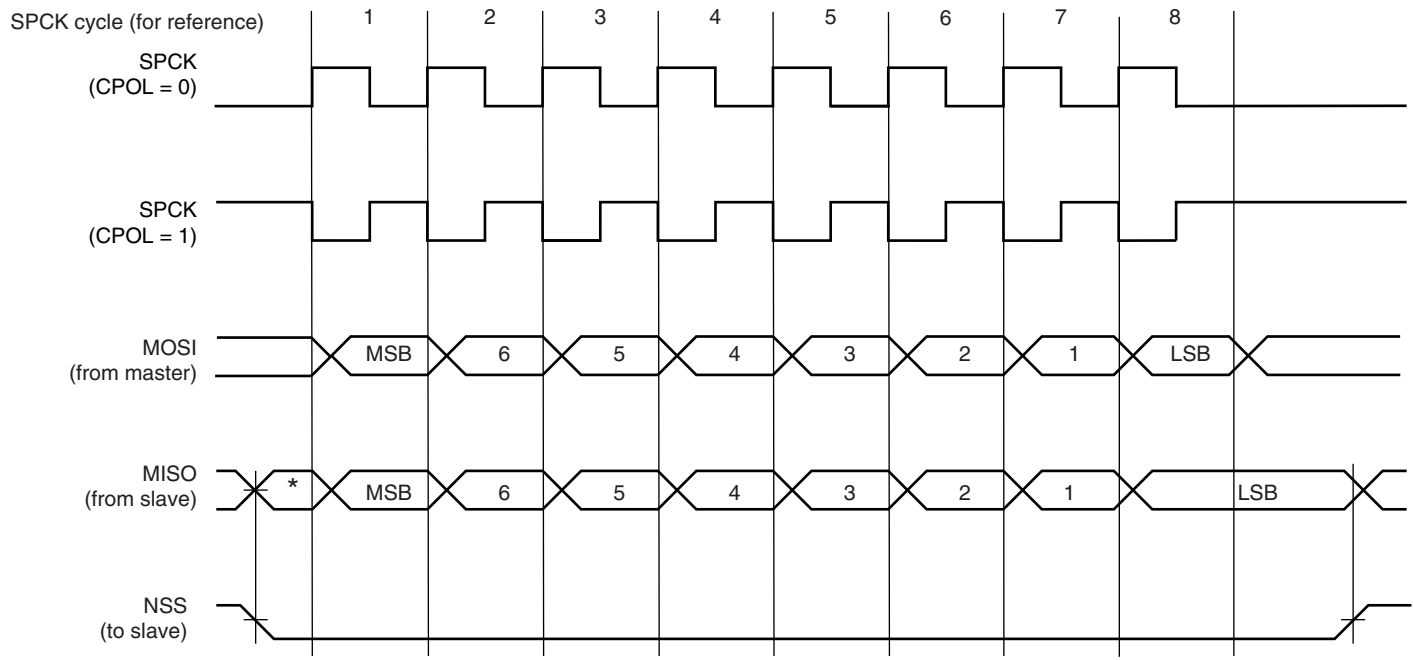 SPCK cycle (for reference) 1 2 3 4 5 6 7 8
SPCK
(CPOL = 0)
SPCK
(CPOL = 1)
MOSI
(from master)
MSB 6 5 4 3 2 1 LSB
MISO
(from slave)
* MSB 6 5 4 3 2 1 LSB
NSS
(to slave)